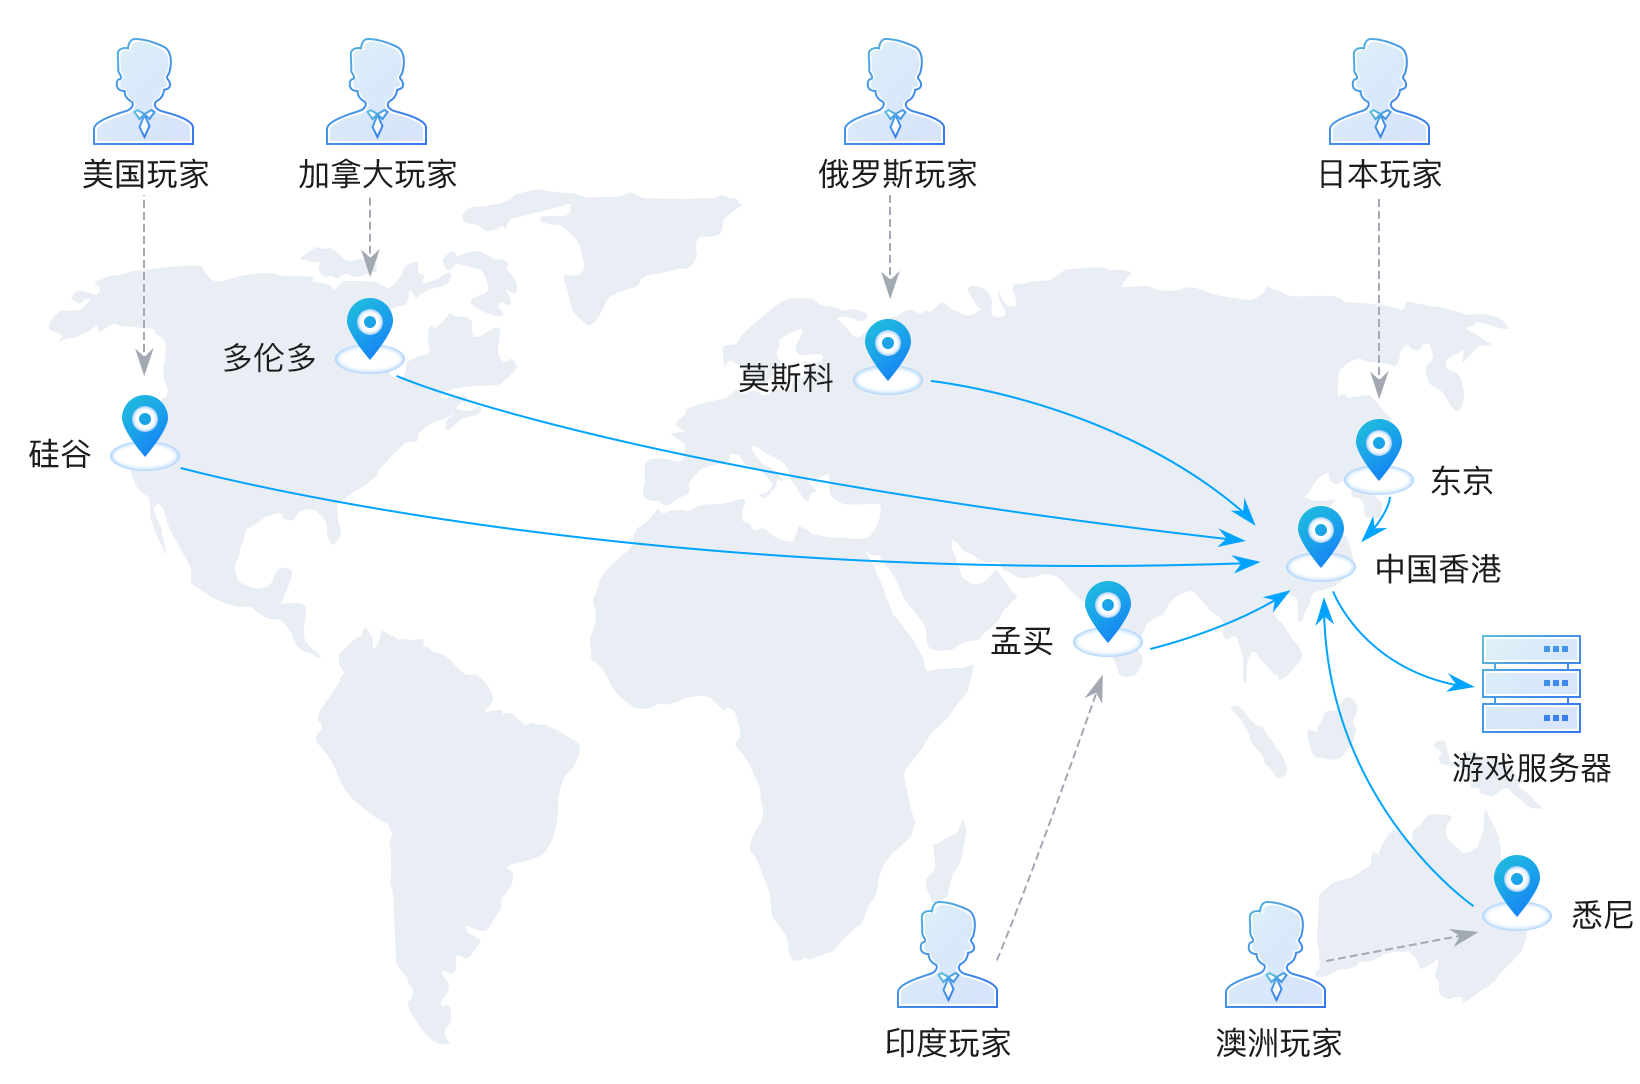 美国玩家
加拿大玩家
俄罗斯玩家
日本玩家
多伦多
莫斯科
硅谷
东京
中国香港
孟买
游戏服务器
悉尼
印度玩家
澳洲玩家